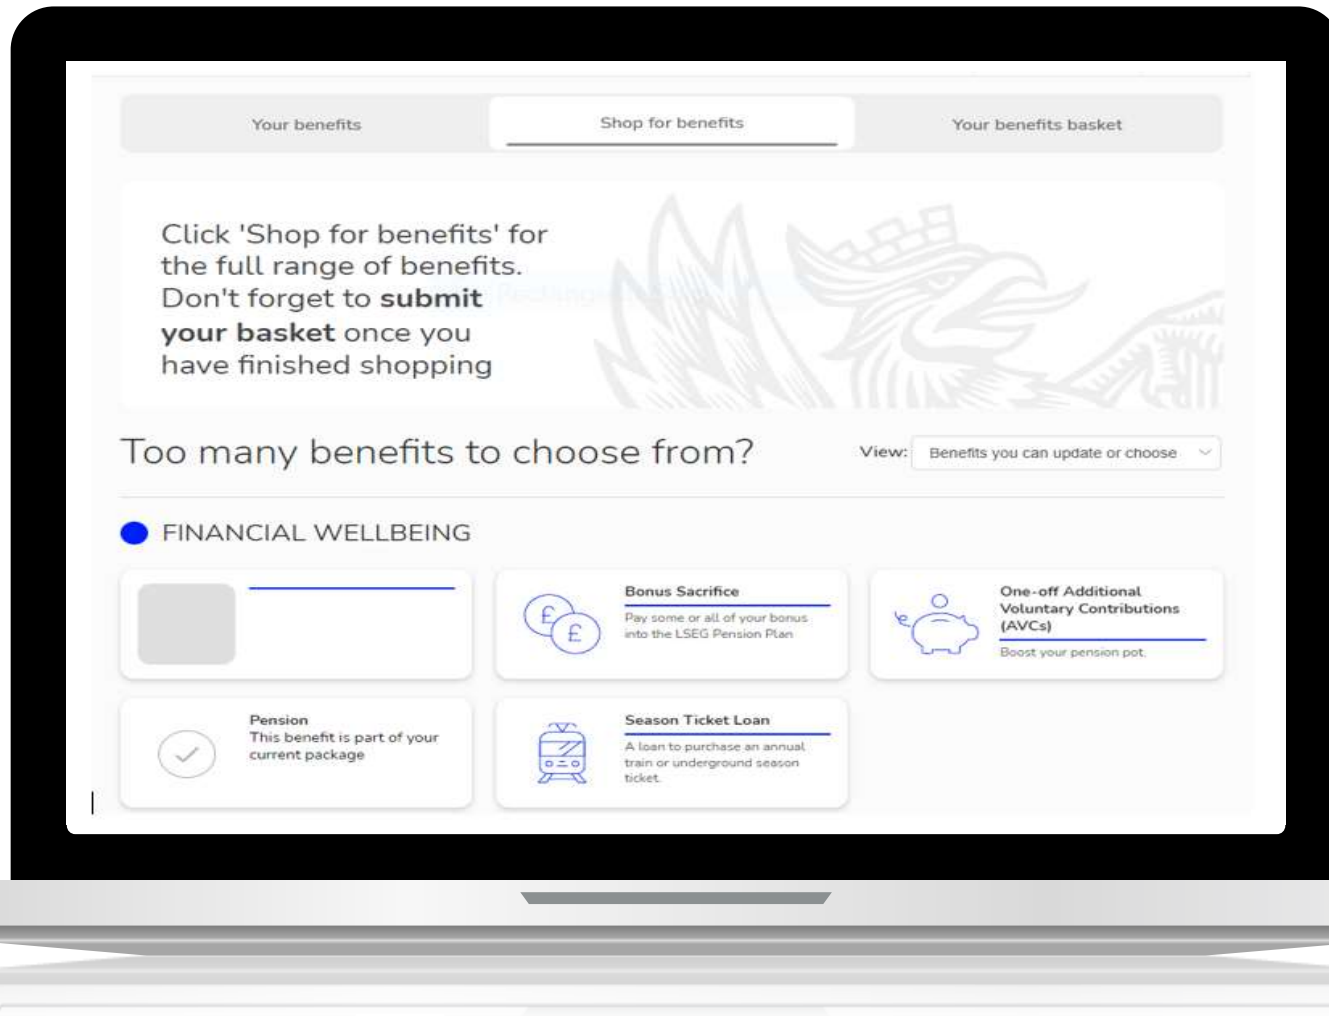 Your benefits
Shop for benefits
Your benefits basket
Click 'Shop for benefits' for
the full range of benefits.
Don't forget to submit
your basket once you
have finished shopping
Too many benefits to choose from?
View:
Benefits you can update or choose
FINANCIAL WELLBEING
Bonus Sacrifice
Pay some or all of your bonus
into the LSEG Pension Plan
One-off Additional
Voluntary Contributions
(AVCs)
Boost your pension pot.
Pension
This benefit is part of your
current package
Season Ticket Loan
A loan to purchase an annual
train or underground season
ticket.